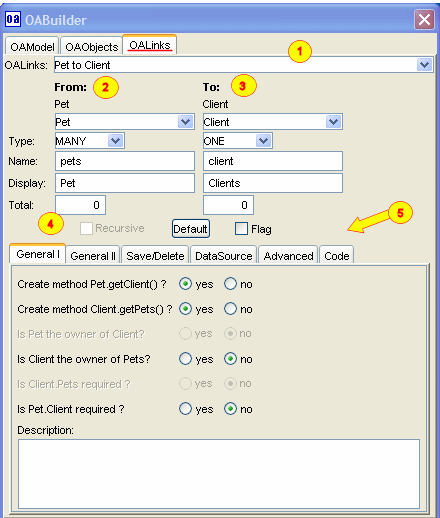 oa OABuilder
OAModel OAObjects OALinks
1
OALinks: Pet to Client
From: 2 To: 3
Pet Client
Pet Client
Type: MANY ONE
Name: pets client
Display: Pet Clients
Total: 0 0
4 Recursive Default Flag 5
General I General II Save/Delete DataSource Advanced Code
Create method Pet.getClient() ? yes no
Create method Client.getPets() ? yes no
Is Pet the owner of Client? yes no
Is Client the owner of Pets? yes no
Is Client.Pets required ? yes no
Is Pet.Client required ? yes no
Description: